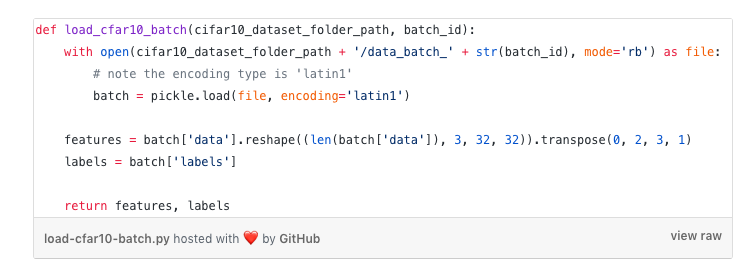 def load_cfar10_batch(cifar10_dataset_folder_path, batch_id):
    with open(cifar10_dataset_folder_path + '/data_batch_' + str(batch_id), mode='rb') as file:
        # note the encoding type is 'latin1'
        batch = pickle.load(file, encoding='latin1')

    features = batch['data'].reshape((len(batch['data']), 3, 32, 32)).transpose(0, 2, 3, 1)
    labels = batch['labels']

    return features, labels
load-cfar10-batch.py hosted with ❤ by GitHub view raw